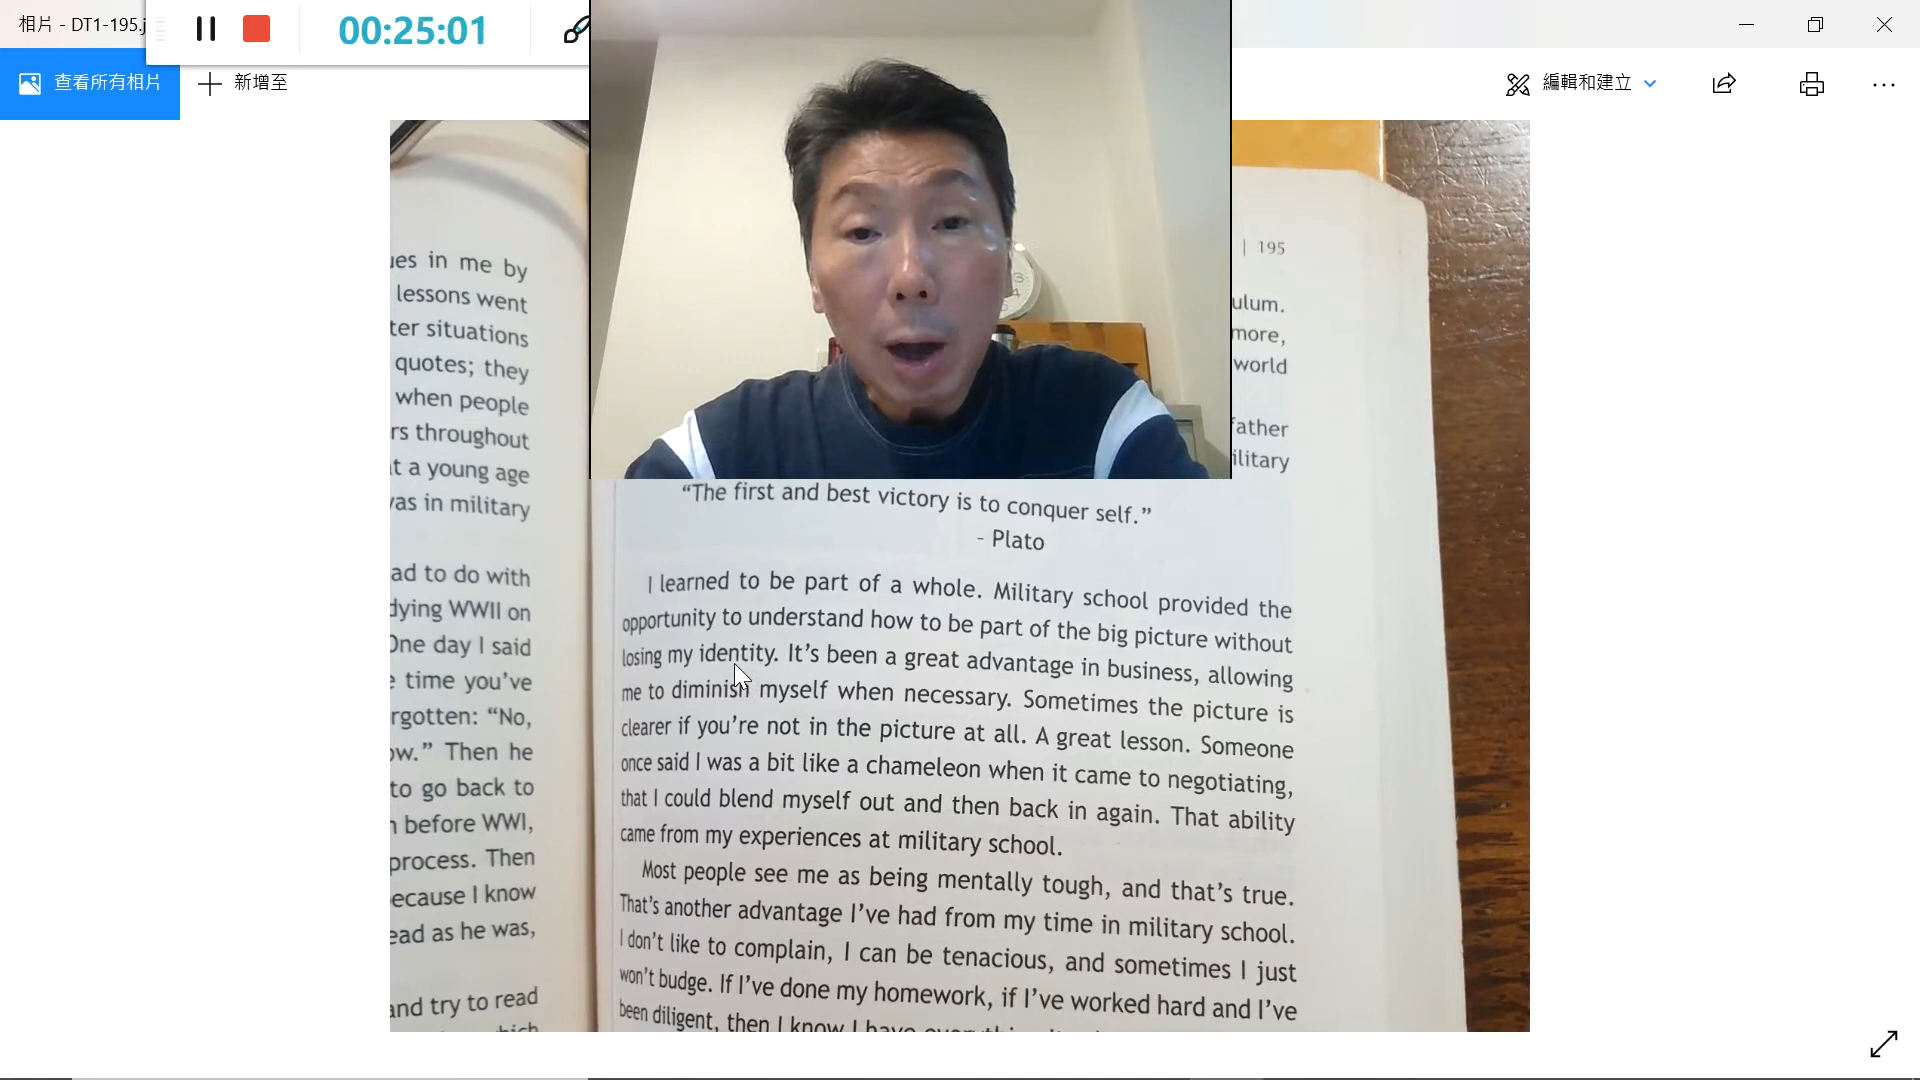 相片 - DT1-195.j
00:25:01
查看所有相片
新增至
編輯和建立
ues in me by
lessons went
ter situations
quotes; they
when people
rs throughout
t a young age
as in military
ad to do with
dying WWII on
One day I said
time you've
rgotten: "No,
ow." Then he
to go back to
before WWI,
process. Then
ecause I know
ead as he was,
and try to read
which
| 195
ulum.
more,
world
father
ilitary
"The first and best victory is to conquer self."
- Plato
I learned to be part of a whole. Military school provided the
opportunity to understand how to be part of the big picture without
losing my identity. It's been a great advantage in business, allowing
me to diminish myself when necessary. Sometimes the picture is
clearer if you're not in the picture at all. A great lesson. Someone
once said I was a bit like a chameleon when it came to negotiating,
that I could blend myself out and then back in again. That ability
came from my experiences at military school.
Most people see me as being mentally tough, and that's true.
That's another advantage I've had from my time in military school.
I don't like to complain, I can be tenacious, and sometimes I just
won't budge. If I've done my homework, if I've worked hard and I've
been diligent, then I know I have
3
4